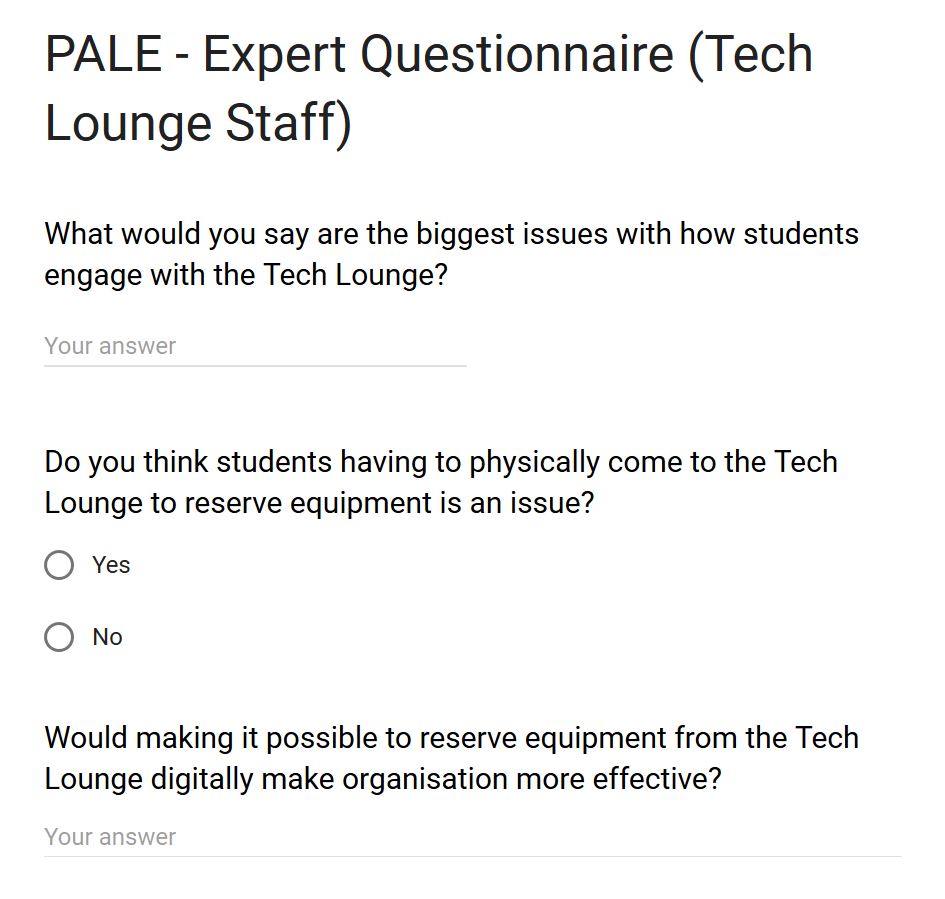 PALE - Expert Questionnaire (Tech
Lounge Staff)
What would you say are the biggest issues with how students
engage with the Tech Lounge?
Your answer
Do you think students having to physically come to the Tech
Lounge to reserve equipment is an issue?
Yes
No
Would making it possible to reserve equipment from the Tech
Lounge digitally make organisation more effective?
Your answer